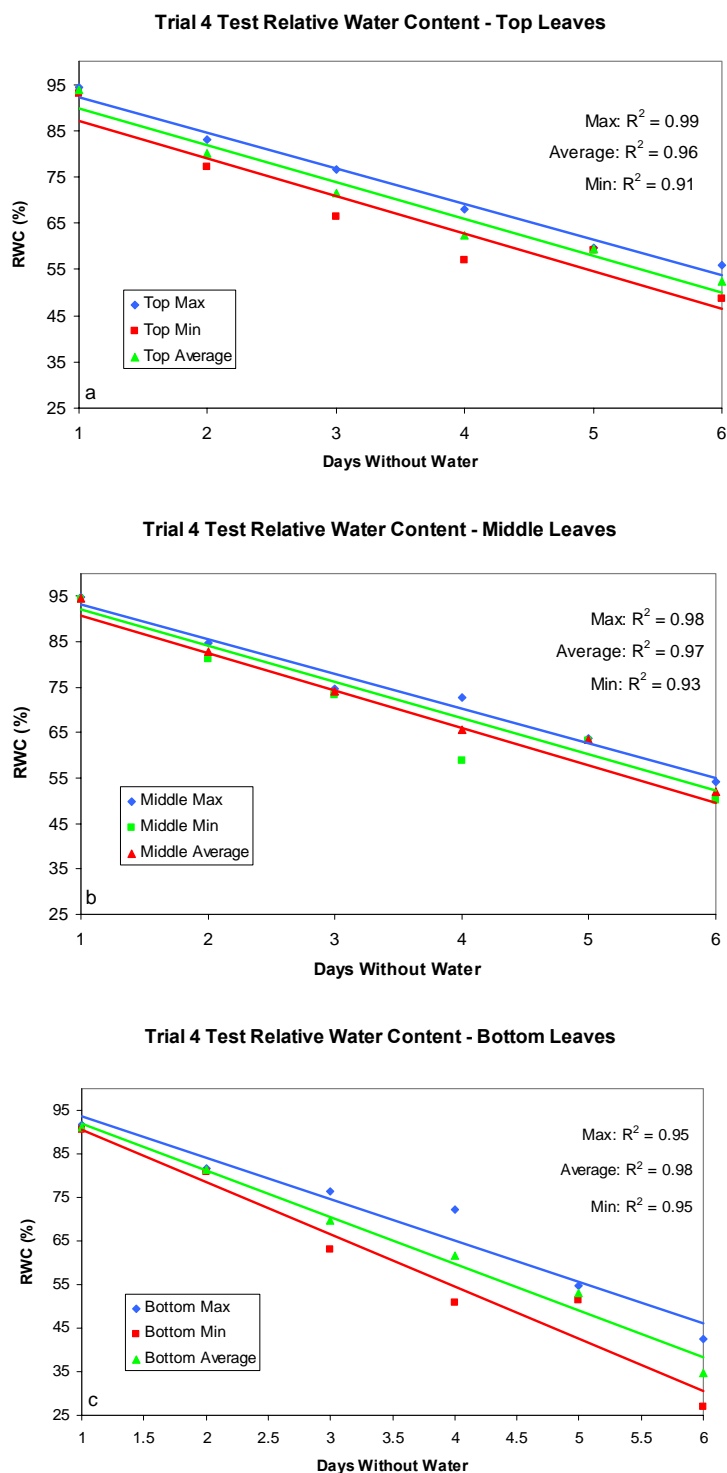 Trial 4 Test Relative Water Content - Top Leaves
95
85
75
65
55
45
35
25
RWC (%)
Max: R² = 0.99
Average: R² = 0.96
Min: R² = 0.91
Top Max
Top Min
Top Average
a
1 2 3 4 5 6
Days Without Water
Trial 4 Test Relative Water Content - Middle Leaves
95
85
75
65
55
45
35
25
RWC (%)
Max: R² = 0.98
Average: R² = 0.97
Min: R² = 0.93
Middle Max
Middle Min
Middle Average
b
1 2 3 4 5 6
Days Without Water
Trial 4 Test Relative Water Content - Bottom Leaves
95
85
75
65
55
45
35
25
RWC (%)
Max: R² = 0.95
Average: R² = 0.98
Min: R² = 0.95
Bottom Max
Bottom Min
Bottom Average
c
1 1.5 2 2.5 3 3.5 4 4.5 5 5.5 6
Days Without Water